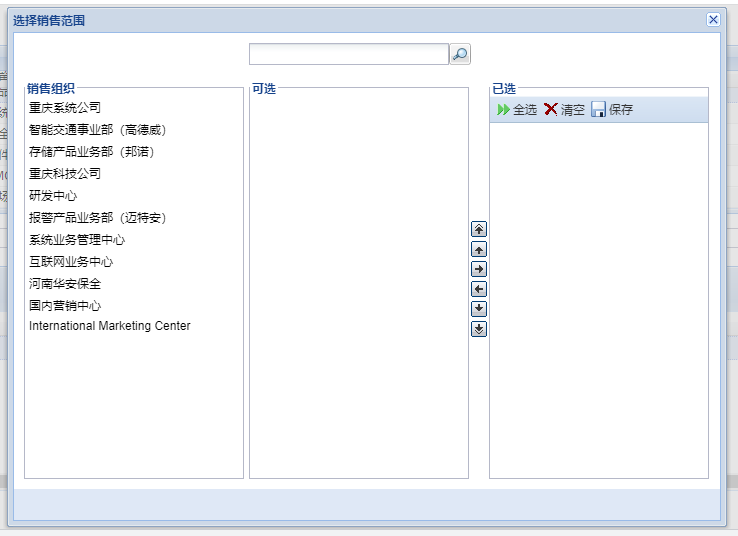 选择销售范围
销售组织
重庆系统公司
智能交通事业部（高德威）
存储产品业务部（邦诺）
重庆科技公司
研发中心
报警产品业务部（迈特安）
系统业务管理中心
互联网业务中心
河南华安保全
国内营销中心
International Marketing Center
可选
已选
全选 清空 保存